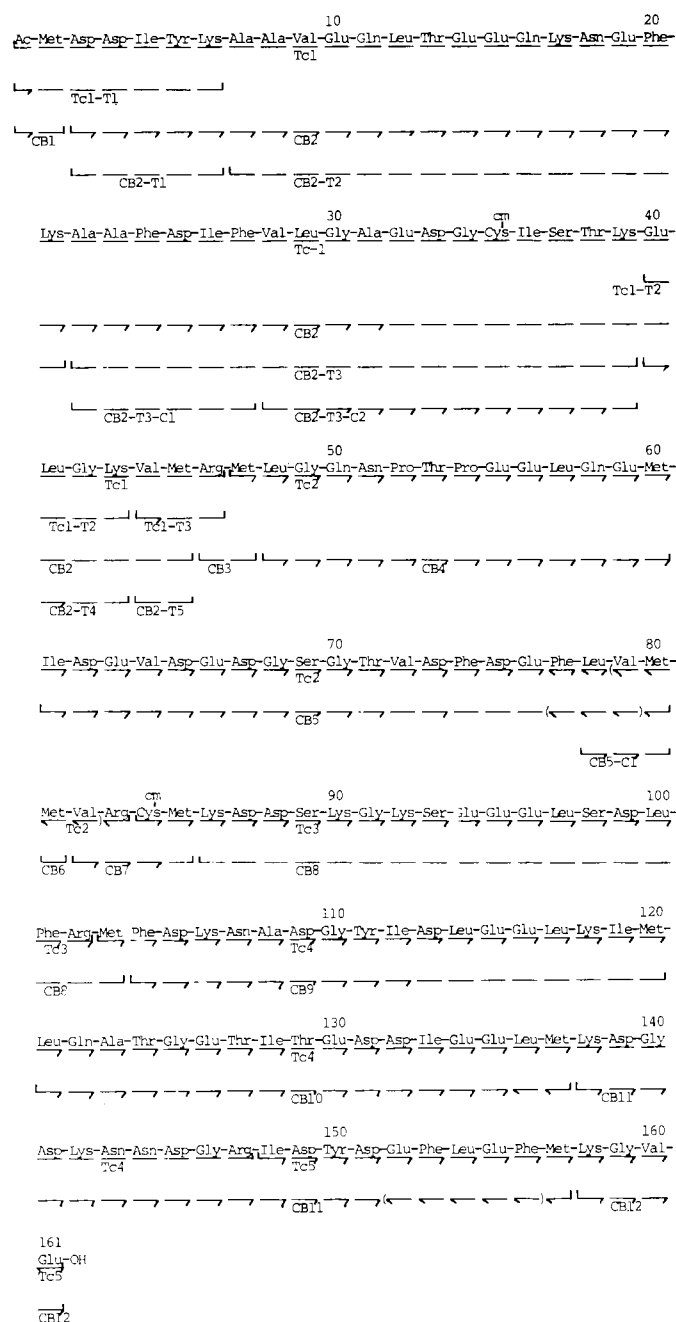 10 20
Ac-Met-Asp-Asp-Ile-Tyr-Lys-Ala-Ala-Val-Glu-Gln-Leu-Thr-Glu-Glu-Gln-Lys-Asn-Glu-Phe-
Tc1
Tc1-T1
CB1 CB2
CB2-T1 CB2-T2
30 cm 40
Lys-Ala-Ala-Phe-Asp-Ile-Phe-Val-Leu-Gly-Ala-Glu-Asp-Gly-Cys-Ile-Ser-Thr-Lys-Glu-
Tc-1
Tc1-T2
CB2
CB2-T3
CB2-T3-C1 CB2-T3-C2
50 60
Leu-Gly-Lys-Val-Met-Arg-Met-Leu-Gly-Gln-Asn-Pro-Thr-Pro-Glu-Glu-Leu-Gln-Glu-Met-
Tc1 Tc2
Tc1-T2 Tc1-T3
CB2 CB3 CB4
CB2-T4 CB2-T5
70 80
Ile-Asp-Glu-Val-Asp-Glu-Asp-Gly-Ser-Gly-Thr-Val-Asp-Phe-Asp-Glu-Phe-Leu(Val-Met-
Tc2
CB5 ( )
CB5-C1
cm 90 100
Met-Val)Arg-Cys-Met-Lys-Asp-Asp-Ser-Lys-Gly-Lys-Ser-Glu-Glu-Glu-Leu-Ser-Asp-Leu-
Tc2 Tc3
CB6 CB7 CB8
110 120
Phe-Arg-Met Phe-Asp-Lys-Asn-Ala-Asp-Gly-Tyr-Ile-Asp-Leu-Glu-Glu-Leu-Lys-Ile-Met-
Tc3 Tc4
CB8 CB9
130 140
Leu-Gln-Ala-Thr-Gly-Glu-Thr-Ile-Thr-Glu-Asp-Asp-Ile-Glu-Glu-Leu-Met-Lys-Asp-Gly
Tc4
CB10 CB11
150 160
Asp-Lys-Asn-Asn-Asp-Gly-Arg-Ile-Asp-Tyr-Asp-Glu-Phe-Leu-Glu-Phe-Met-Lys-Gly-Val-
Tc4 Tc5
CB11 ( ) CB12
161
Glu-OH
Tc5
CB12